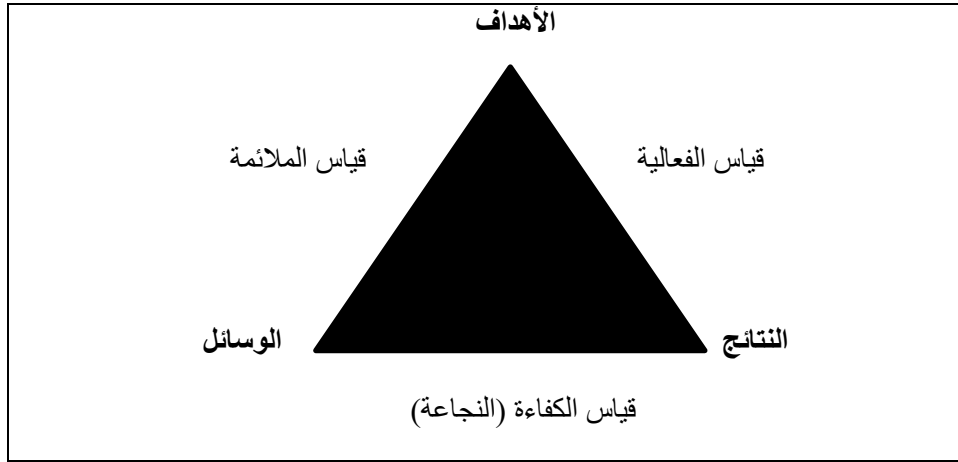 الأهداف
قياس الفعالية
قياس الملائمة
النتائج
الوسائل
قياس الكفاءة (النجاعة)